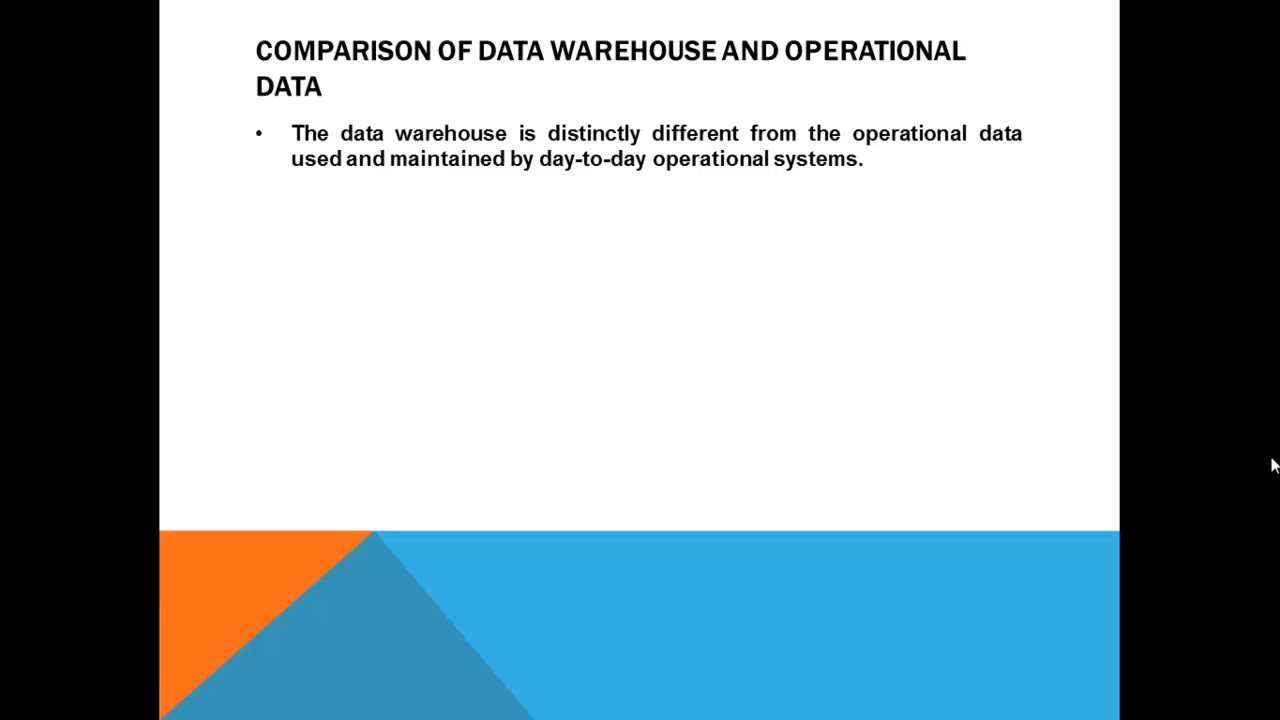 COMPARISON OF DATA WAREHOUSE AND OPERATIONAL
DATA
• The data warehouse is distinctly different from the operational data
used and maintained by day-to-day operational systems.